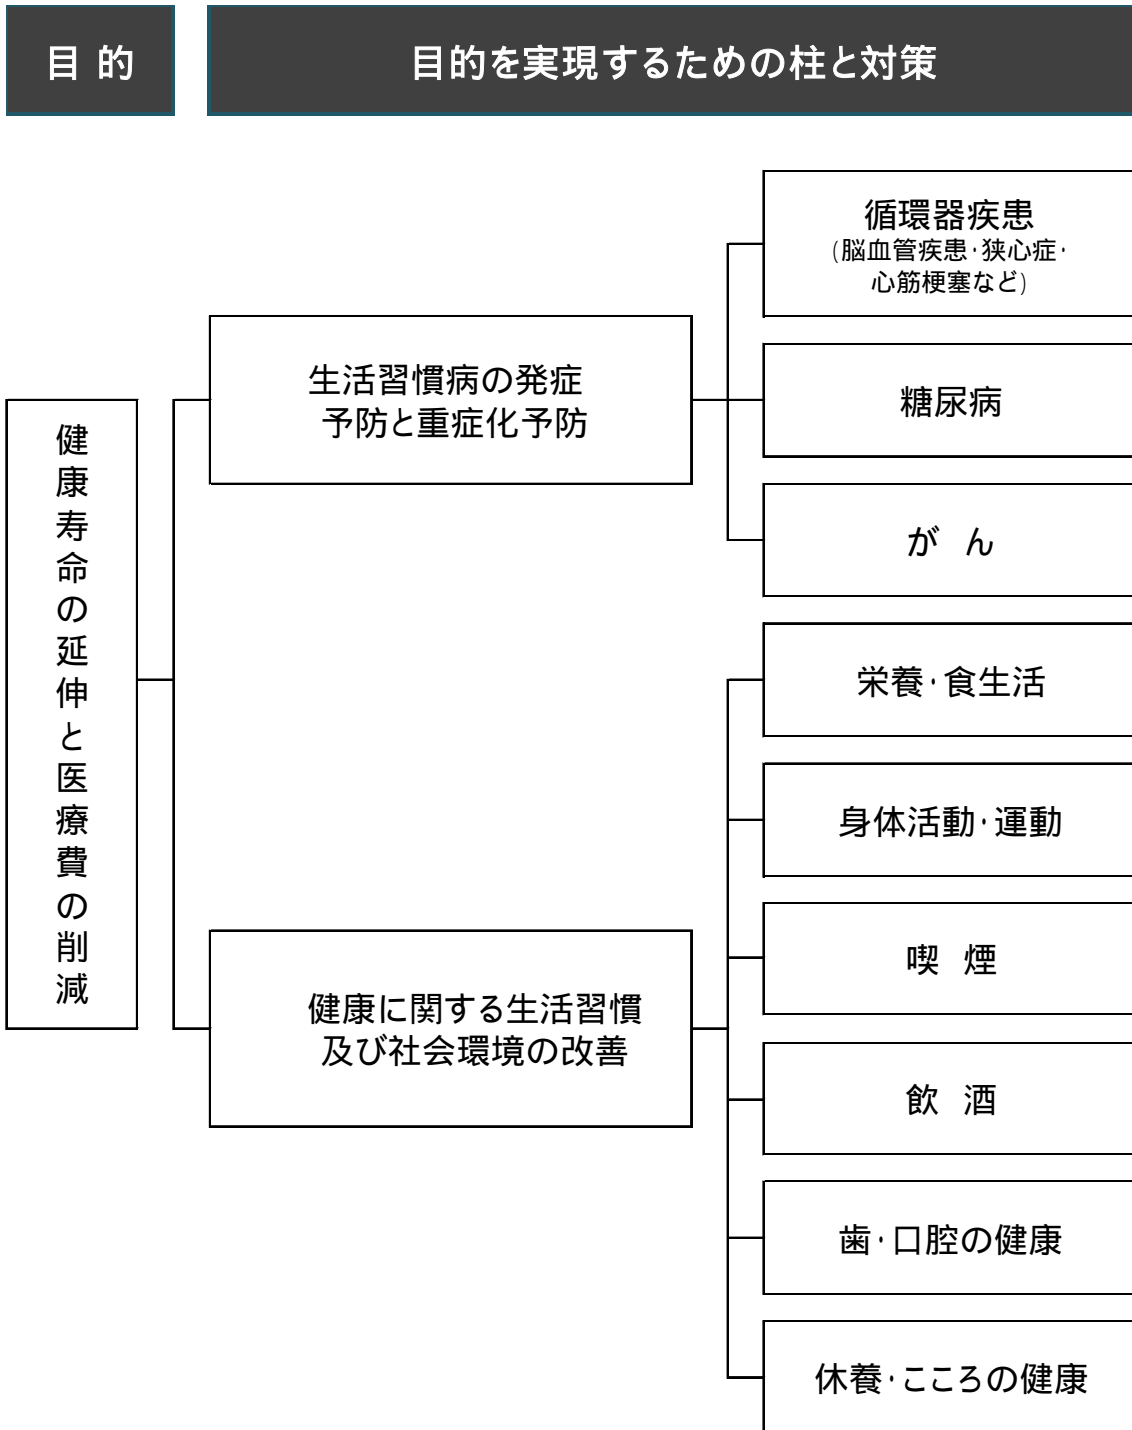 目 的
目的を実現するための柱と対策
健康寿命の延伸と医療費の削減
生活習慣病の発症
予防と重症化予防
循環器疾患
(脳血管疾患･狭心症･
心筋梗塞など)
糖尿病
が ん
健康に関する生活習慣
及び社会環境の改善
栄養･食生活
身体活動･運動
喫 煙
飲 酒
歯･口腔の健康
休養･こころの健康